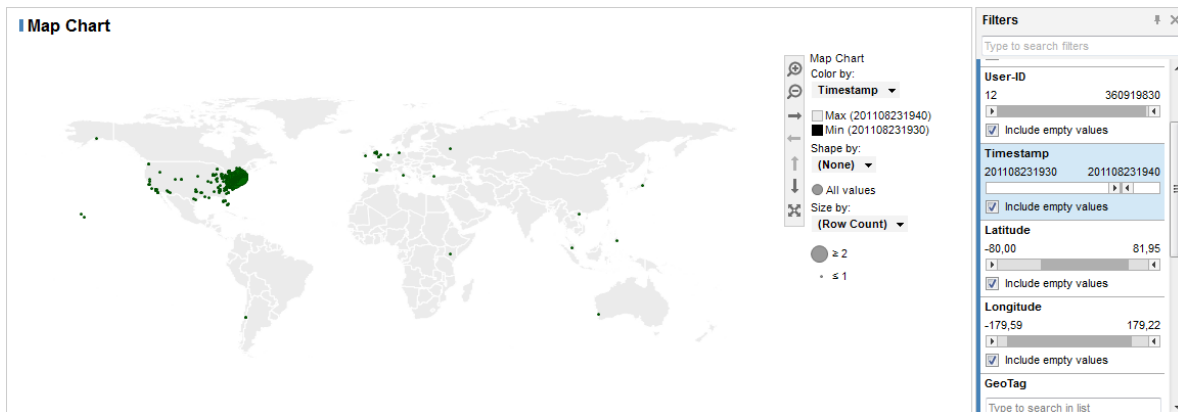 Map Chart
Map Chart
Color by:
Timestamp
Max (201108231940)
Min (201108231930)
Shape by:
(None)
All values
Size by:
(Row Count)
≥ 2
≤ 1
Filters
Type to search filters
User-ID
12 360919830
Include empty values
Timestamp
201108231930 201108231940
Include empty values
Latitude
-80,00 81,95
Include empty values
Longitude
-179,59 179,22
Include empty values
GeoTag
Type to search in list